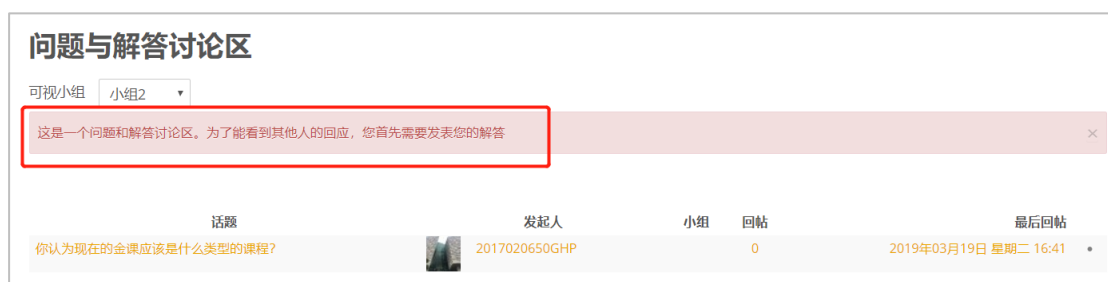 问题与解答讨论区
可视小组 小组2
这是一个问题和解答讨论区。为了能看到其他人的回应，您首先需要发表您的解答 ×
话题 发起人 小组 回帖 最后回帖
你认为现在的金课应该是什么类型的课程? 2017020650GHP 0 2019年03月19日 星期二 16:41